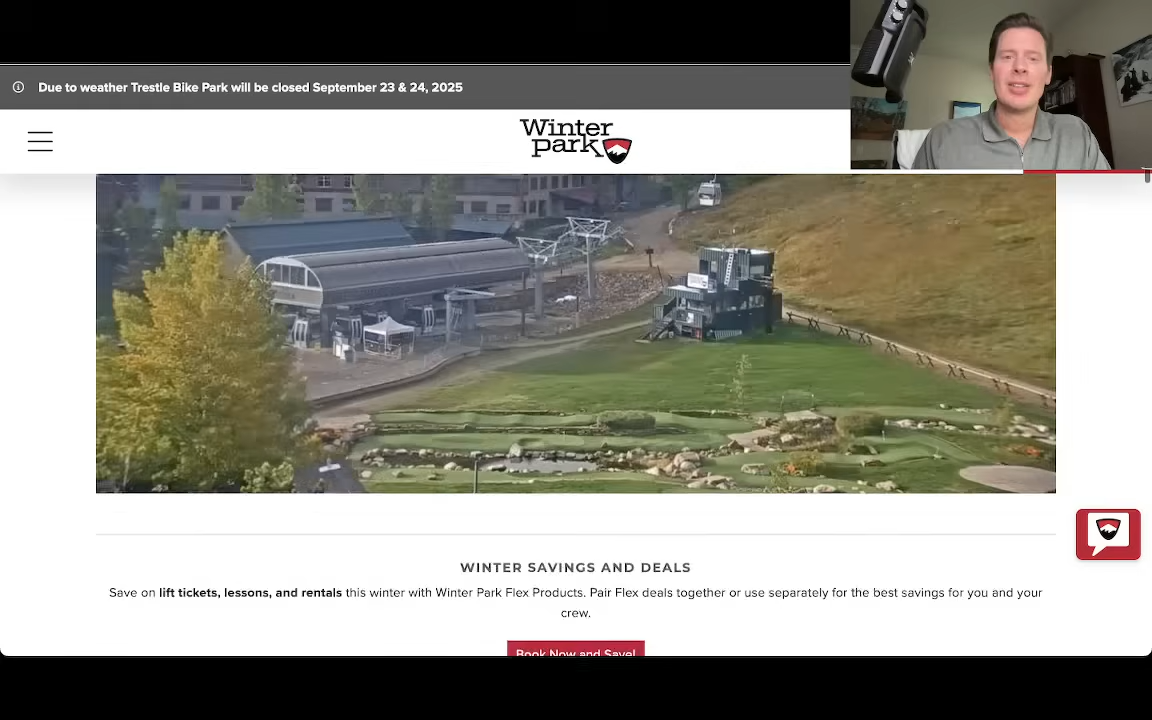 Due to weather Trestle Bike Park will be closed September 23 & 24, 2025
Winter
park
WINTER SAVINGS AND DEALS
Save on lift tickets, lessons, and rentals this winter with Winter Park Flex Products. Pair Flex deals together or use separately for the best savings for you and your
crew.
Book Now and Save!